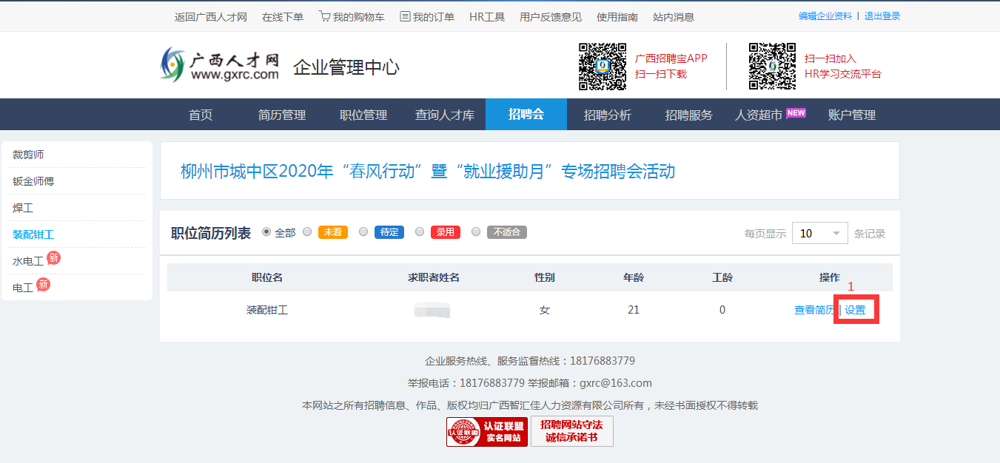 返回广西人才网 在线下单 我的购物车 我的订单 HR工具 用户反馈意见 使用指南 站内消息 编辑企业资料 | 退出登录
广西人才网
www.gxrc.com
企业管理中心
广西招聘宝APP
扫一扫下载
扫一扫加入
HR学习交流平台
首页 简历管理 职位管理 查询人才库 招聘会 招聘分析 招聘服务 人资超市 NEW 账户管理
裁剪师
钣金师傅
焊工
装配钳工
水电工 新
电工 新
柳州市城中区2020年“春风行动”暨“就业援助月”专场招聘会活动
职位简历列表 全部 未看 待定 录用 不适合 每页显示 10 条记录
职位名 求职者姓名 性别 年龄 工龄 操作
1
装配钳工 女 21 0 查看简历 | 设置
企业服务热线、服务监督热线：18176883779
举报电话：18176883779 举报邮箱：gxrc@163.com
本网站之所有招聘信息、作品、版权均归广西智汇佳人力资源有限公司所有，未经书面授权不得转载
认证联盟
认证联盟
实名网站
招聘网站守法
诚信承诺书